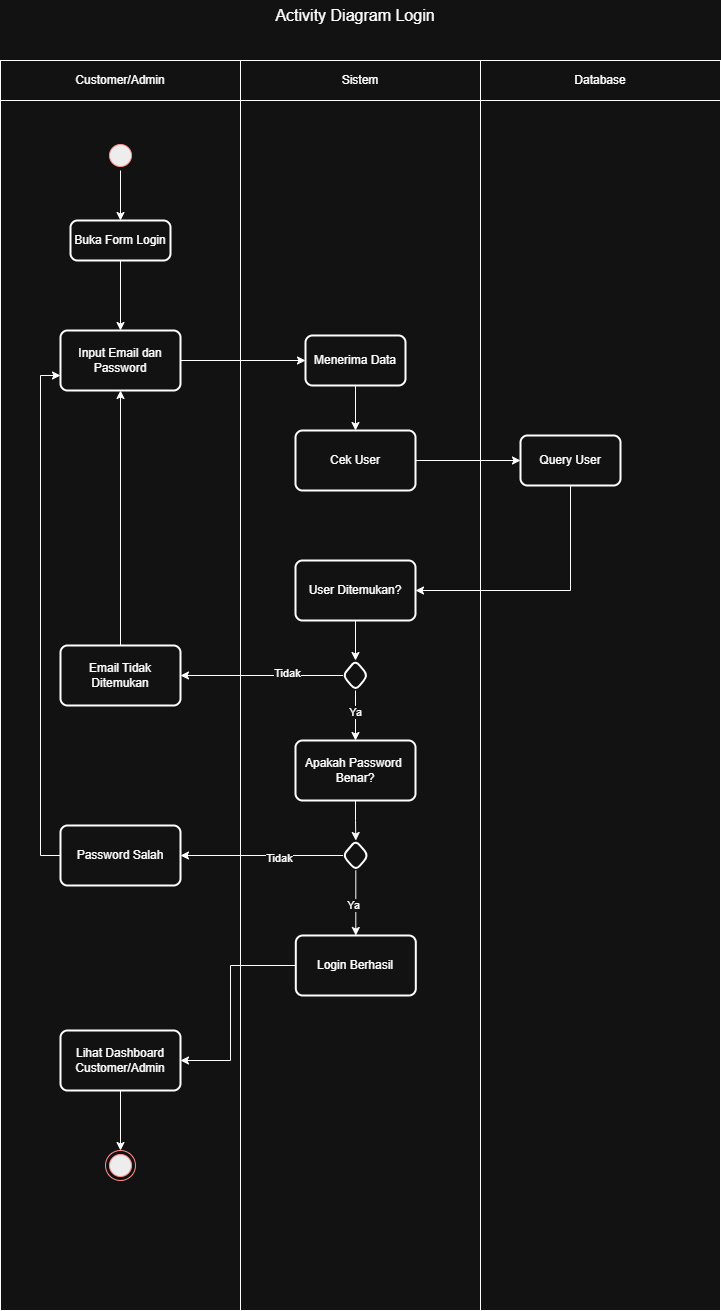 Activity Diagram Login
Customer/Admin
Sistem
Database
Buka Form Login
Input Email dan
Password
Menerima Data
Cek User
Query User
User Ditemukan?
Tidak
Email Tidak
Ditemukan
Ya
Apakah Password
Benar?
Tidak
Password Salah
Ya
Login Berhasil
Lihat Dashboard
Customer/Admin